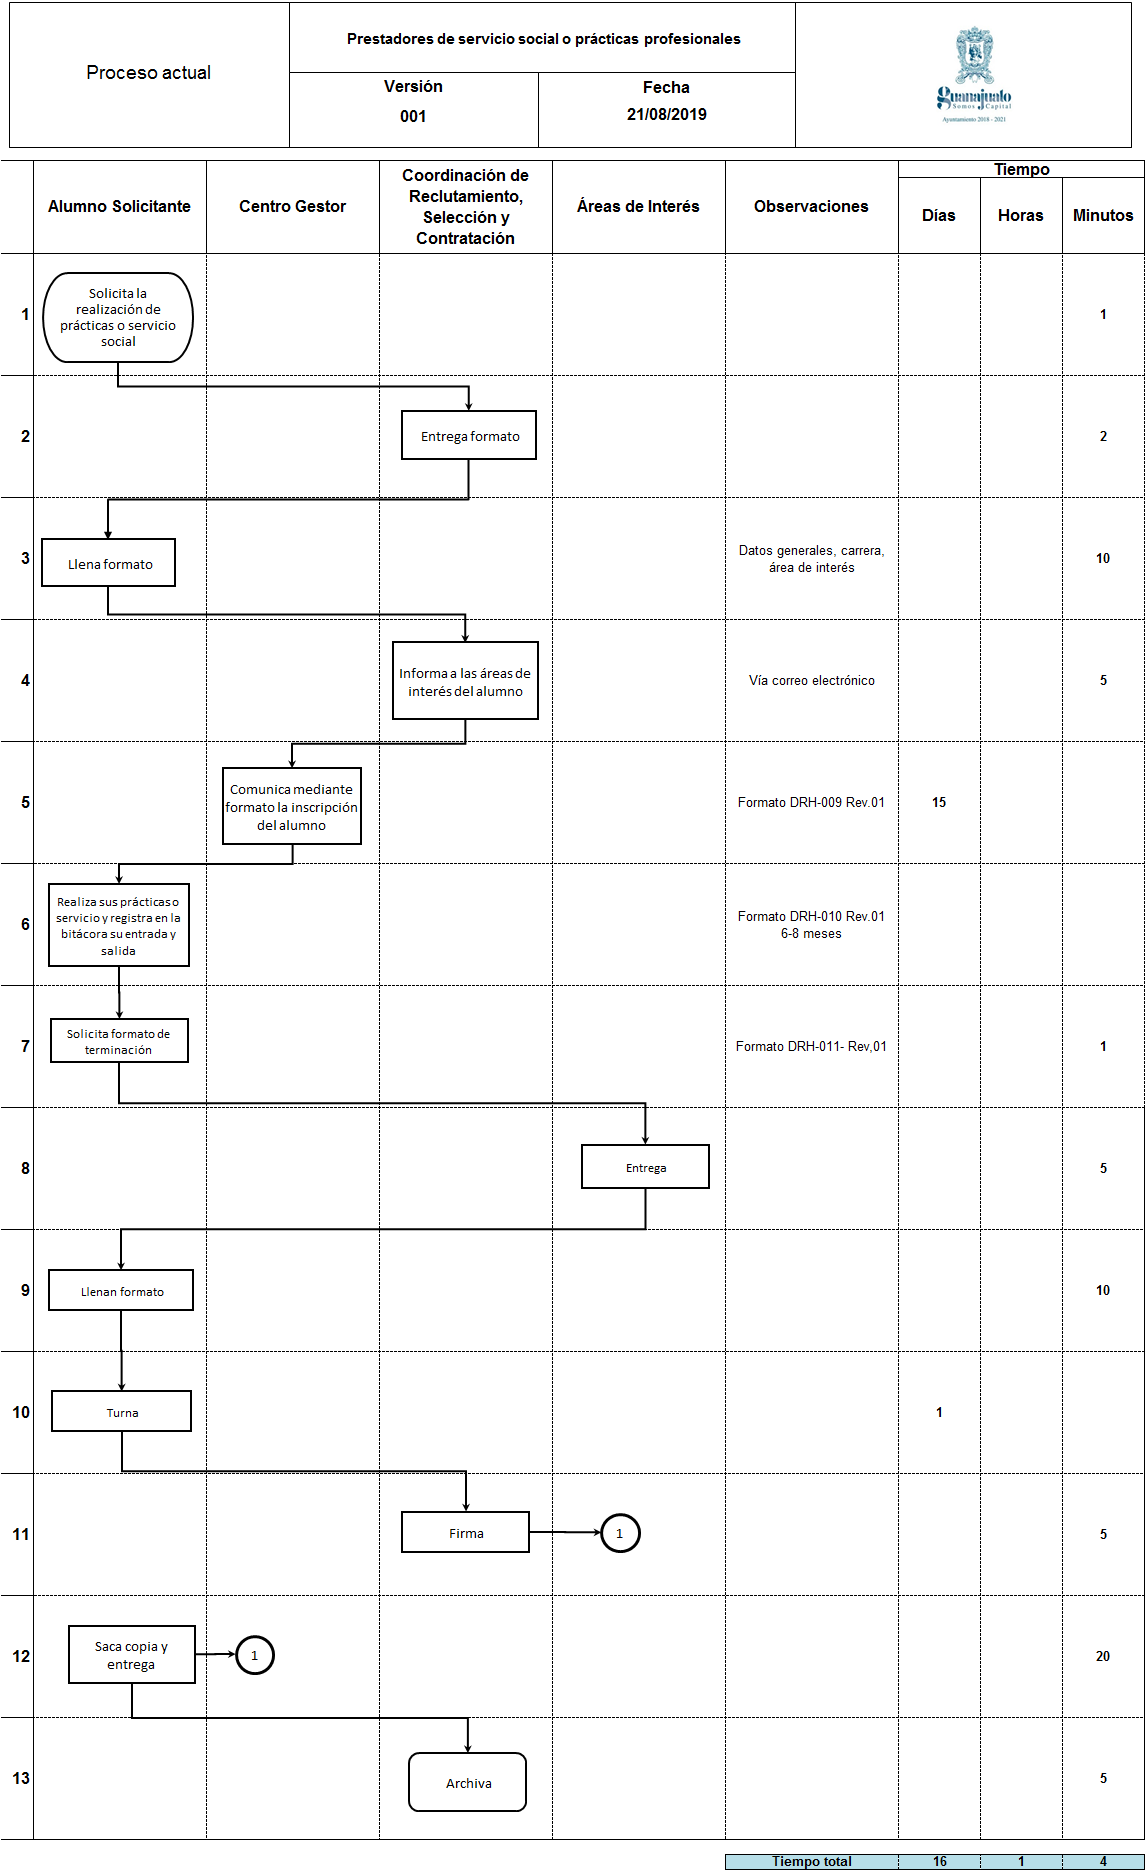 Proceso actual
Prestadores de servicio social o prácticas profesionales
Versión
001
Fecha
21/08/2019
Guanajuato
Somos Capital
Ayuntamiento 2018 - 2021
Alumno Solicitante
Centro Gestor
Coordinación de
Reclutamiento,
Selección y
Contratación
Áreas de Interés
Observaciones
Tiempo
Días
Horas
Minutos
1
Solicita la
realización de
prácticas o servicio
social
1
2
Entrega formato
2
3
Llena formato
Datos generales, carrera,
área de interés
10
4
Informa a las áreas de
interés del alumno
Vía correo electrónico
5
5
Comunica mediante
formato la inscripción
del alumno
Formato DRH-009 Rev.01
15
6
Realiza sus prácticas o
servicio y registra en la
bitácora su entrada y
salida
Formato DRH-010 Rev.01
6-8 meses
7
Solicita formato de
terminación
Formato DRH-011- Rev,01
1
8
Entrega
5
9
Llenan formato
10
10
Turna
1
11
Firma
1
5
12
Saca copia y
entrega
1
20
13
Archiva
5
Tiempo total
16
1
4